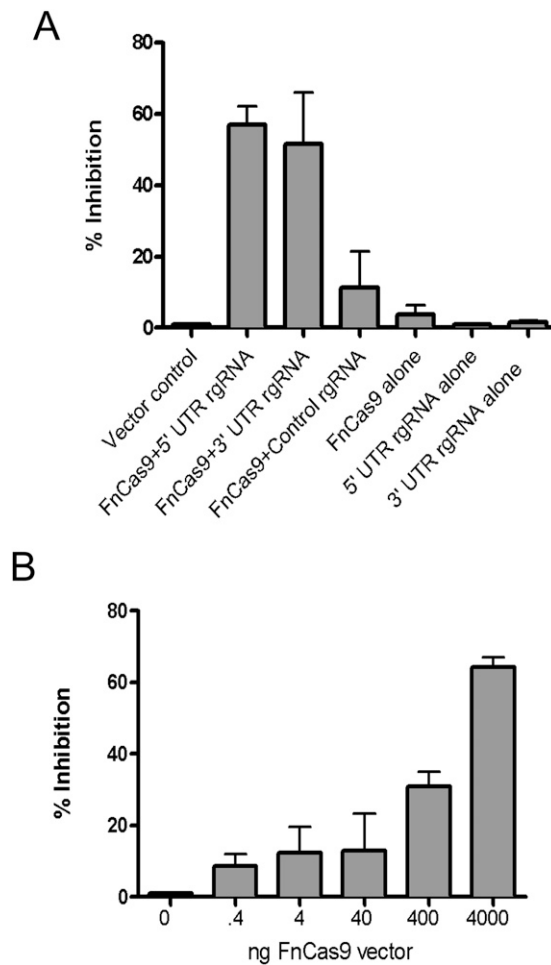 A
80
60
40
20
0
% Inhibition
Vector control
FnCas9+5' UTR rgRNA
FnCas9+3' UTR rgRNA
FnCas9+Control rgRNA
FnCas9 alone
5' UTR rgRNA alone
3' UTR rgRNA alone
B
80
60
40
20
0
% Inhibition
0 .4 4 40 400 4000
ng FnCas9 vector